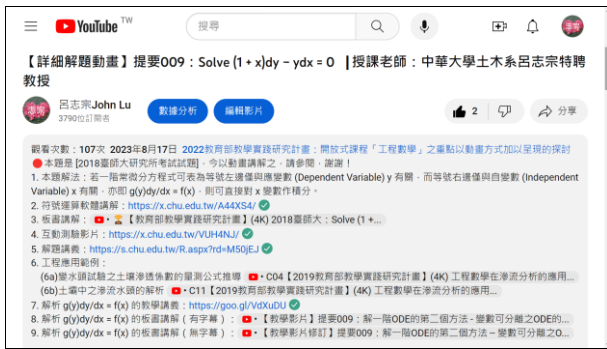 YouTube TW
搜尋
【詳細解題動畫】提要009：Solve (1 + x)dy − ydx = 0 ┃授課老師：中華大學土木系呂志宗特聘
教授
呂志宗John Lu
3790位訂閱者
數據分析
編輯影片
2
分享
觀看次數：107次 2023年8月17日 2022教育部教學實踐研究計畫：開放式課程「工程數學」之重點以動畫方式加以呈現的探討
🔴本題是 [2018臺師大研究所考試試題]，今以動畫講解之，請參閱，謝謝！
1. 本題解法：若一階常微分方程式可表為等號左邊僅與應變數 (Dependent Variable) y 有關，而等號右邊僅與自變數 (Independent
Variable) x 有關，亦即 g(y)dy/dx = f(x)，則可直接對 x 變數作積分。
2. 符號運算軟體講解：https://x.chu.edu.tw/A44XS4/ ✅
3. 板書講解： • 🏆【教育部教學實踐研究計畫】(4K) 2018臺師大：Solve (1 +...
4. 互動測驗影片：https://x.chu.edu.tw/VUH4NJ/ ✅
5. 解題講義：https://s.chu.edu.tw/R.aspx?rd=M50jEJ ✅
6. 工程應用範例：
(6a)變水頭試驗之土壤滲透係數的量測公式推導 • C04【2019教育部教學實踐研究計畫】(4K) 工程數學在滲流分析的應用...
(6b)土壤中之滲流水頭的解析 • C11【2019教育部教學實踐研究計畫】(4K) 工程數學在滲流分析的應用...
7. 解析 g(y)dy/dx = f(x) 的教學講義：https://goo.gl/VdXuDU ✅
8. 解析 g(y)dy/dx = f(x) 的板書講解（有字幕）： •【教學影片】提要009：解一階ODE的第二個方法 - 變數可分離之ODE的...
9. 解析 g(y)dy/dx = f(x) 的板書講解（無字幕）： •【教學影片修訂】提要009：解一階ODE的第二個方法 – 變數可分離之O...